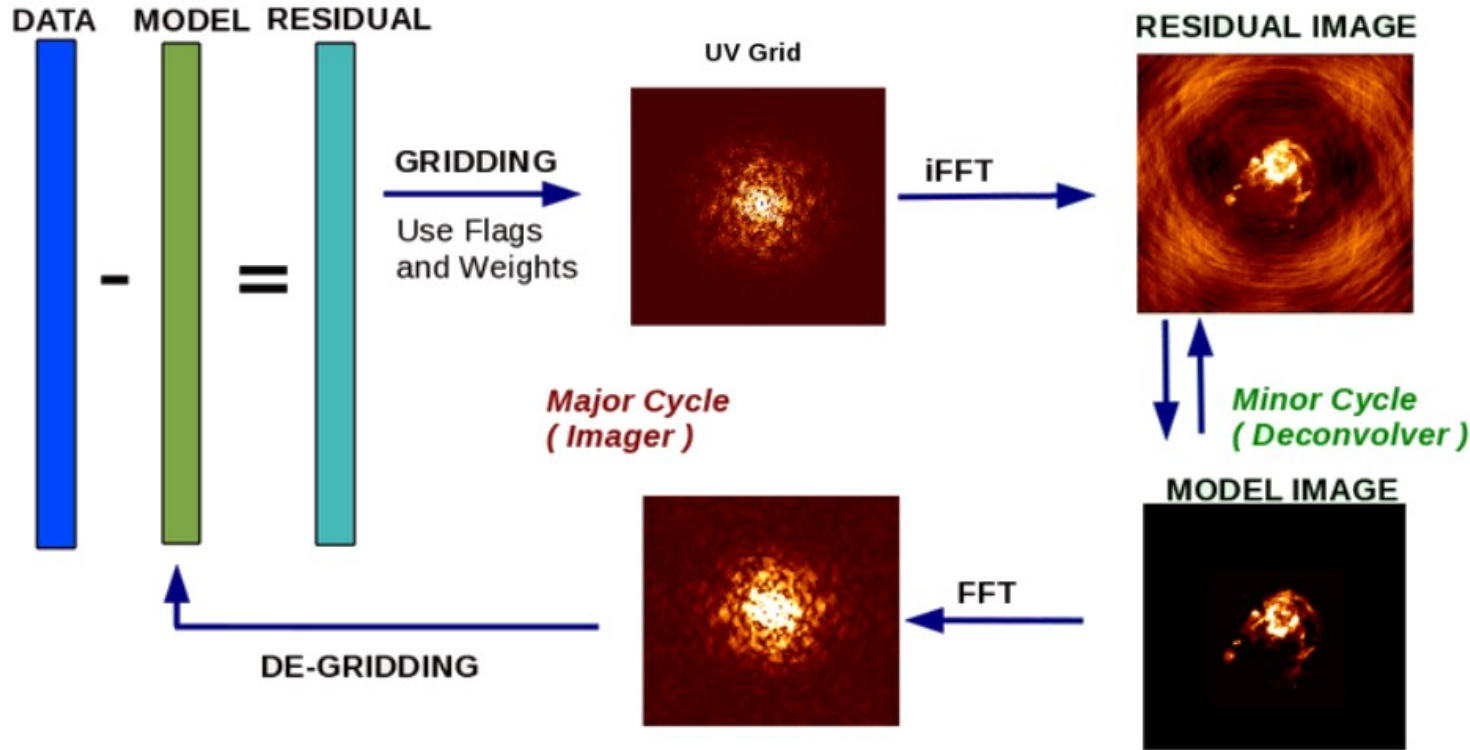 DATA
MODEL
RESIDUAL
-
=
GRIDDING
Use Flags
and Weights
UV Grid
iFFT
RESIDUAL IMAGE
Major Cycle
( Imager )
Minor Cycle
( Deconvolver )
MODEL IMAGE
FFT
DE-GRIDDING